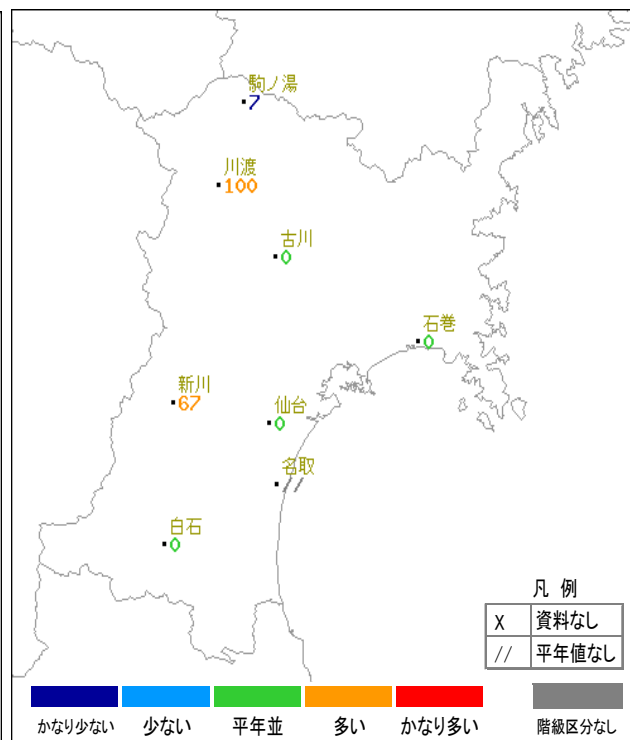 駒ノ湯
7
川渡
100
古川
0
石巻
0
新川
67
仙台
0
名取
//
白石
0
凡 例
X 資料なし
// 平年値なし
かなり少ない 少ない 平年並 多い かなり多い 階級区分なし